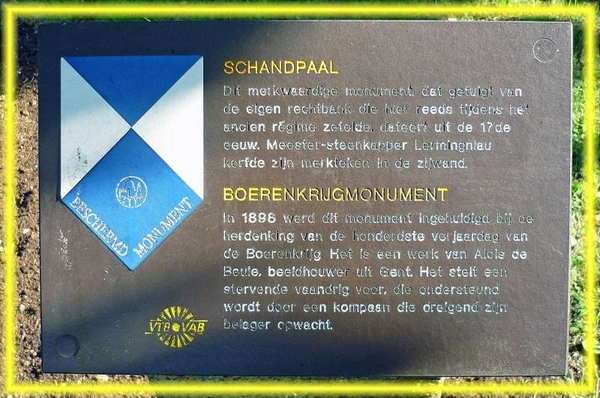 SCHANDPAAL
Dit merkwaardige monument, dat getuigt van
de eigen rechtbank die hier reeds tijdens het
ancien régime zetelde, dateert uit de 17de
eeuw. Meester-steenkapper Lermingniau
kerfde zijn merkteken in de zijwand.
BOERENKRIJGMONUMENT
In 1898 werd dit monument ingehuldigd bij de
herdenking van de honderdste verjaardag van
de Boerenkrijg. Het is een werk van Aloïs de
Beule, beeldhouwer uit Gent. Het stelt een
stervende vaandrig voor, die ondersteund
wordt door een kompaan die dreigend zijn
belager opwacht.
BESCHERMD
MONUMENT
VTB VAB